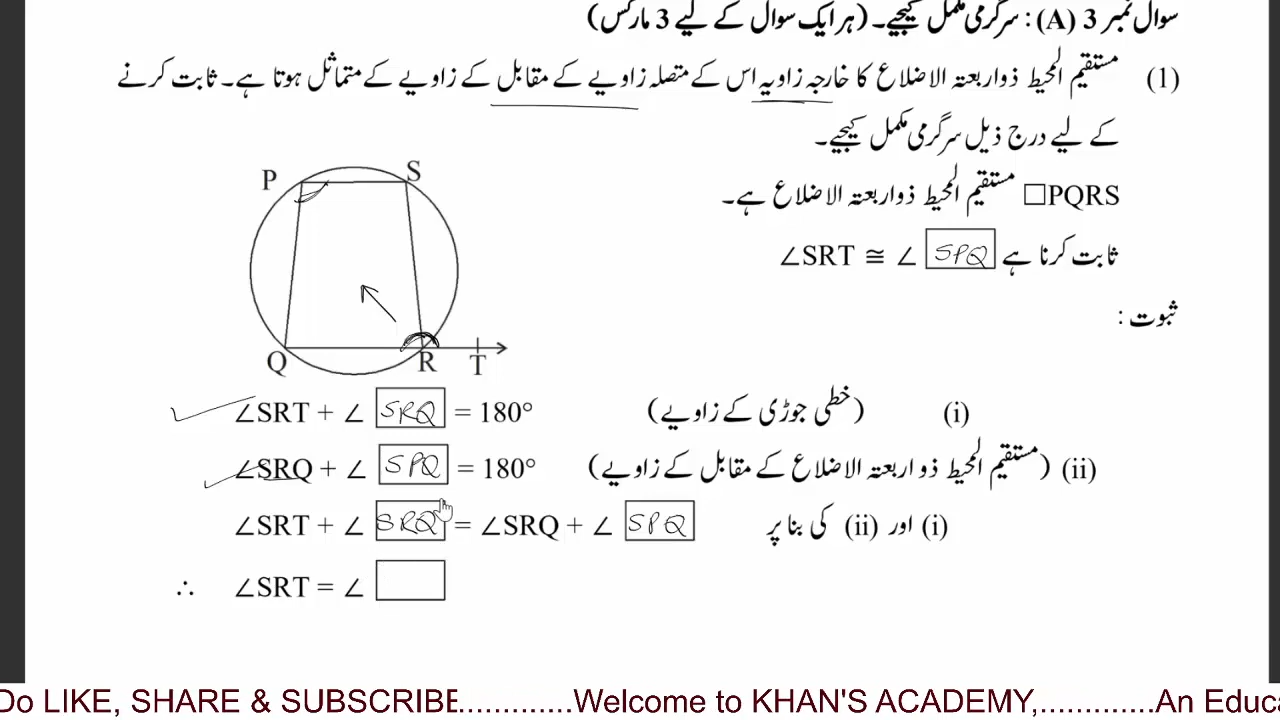 سوال نمبر 3 (A) : سرگرمی مکمل کیجیے۔ (ہر ایک سوال کے لیے 3 مارکس)
(1) مستقیم المحیط ذواربعتہ الاضلاع کا خارجہ زاویہ اس کے متصلہ زاویے کے مقابل کے زاویے کے متماثل ہوتا ہے۔ ثابت کرنے
کے لیے درج ذیل سرگرمی مکمل کیجیے۔
□PQRS مستقیم المحیط ذواربعتہ الاضلاع ہے۔
ثابت کرنا ہے ∠SRT ≅ ∠ SPQ
ثبوت :
P S
Q R T
∠SRT + ∠ SRQ = 180° (خطی جوڑی کے زاویے) (i)
∠SRQ + ∠ SPQ = 180° (مستقیم المحیط ذو اربعتہ الاضلاع کے مقابل کے زاویے) (ii)
∠SRT + ∠ SRQ = ∠SRQ + ∠ SPQ (i) اور (ii) کی بنا پر
∴ ∠SRT = ∠
Do LIKE, SHARE & SUBSCRIBE.............Welcome to KHAN'S ACADEMY,.............An Educa